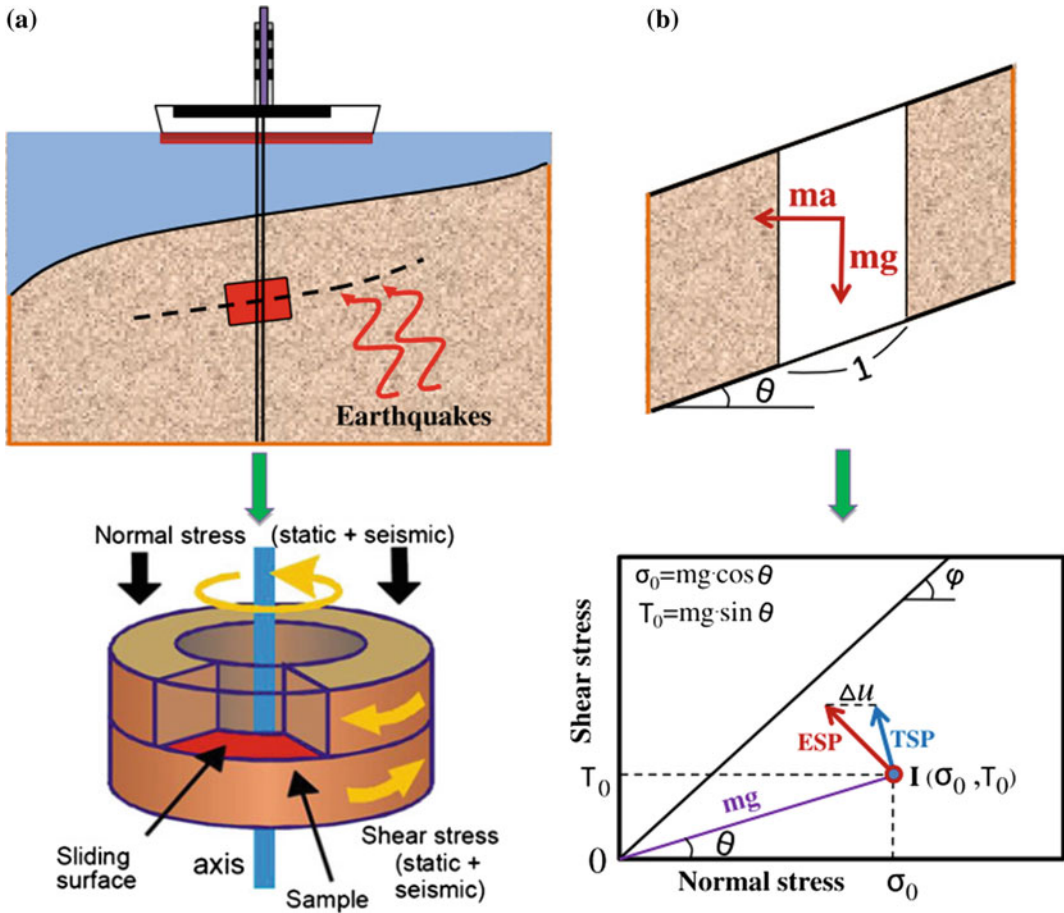 (a)
Earthquakes
Normal stress (static + seismic)
Sliding
surface
axis
Sample
Shear stress
(static +
seismic)
(b)
ma
mg
1
θ
σ₀=mg·cosθ
T₀=mg·sinθ
φ
Δu
ESP
TSP
I (σ₀ ,T₀)
T₀
mg
θ
0
Shear stress
Normal stress
σ₀